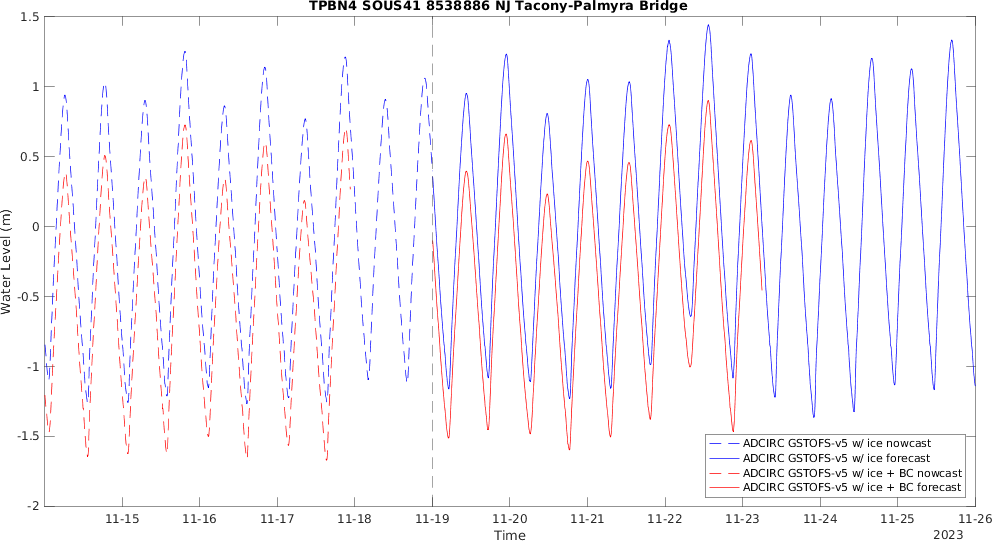 TPBN4 SOUS41 8538886 NJ Tacony-Palmyra Bridge
1.5
1
0.5
0
-0.5
-1
-1.5
-2
Water Level (m)
11-15 11-16 11-17 11-18 11-19 11-20 11-21 11-22 11-23 11-24 11-25 11-26
Time
2023
ADCIRC GSTOFS-v5 w/ ice nowcast
ADCIRC GSTOFS-v5 w/ ice forecast
ADCIRC GSTOFS-v5 w/ ice + BC nowcast
ADCIRC GSTOFS-v5 w/ ice + BC forecast